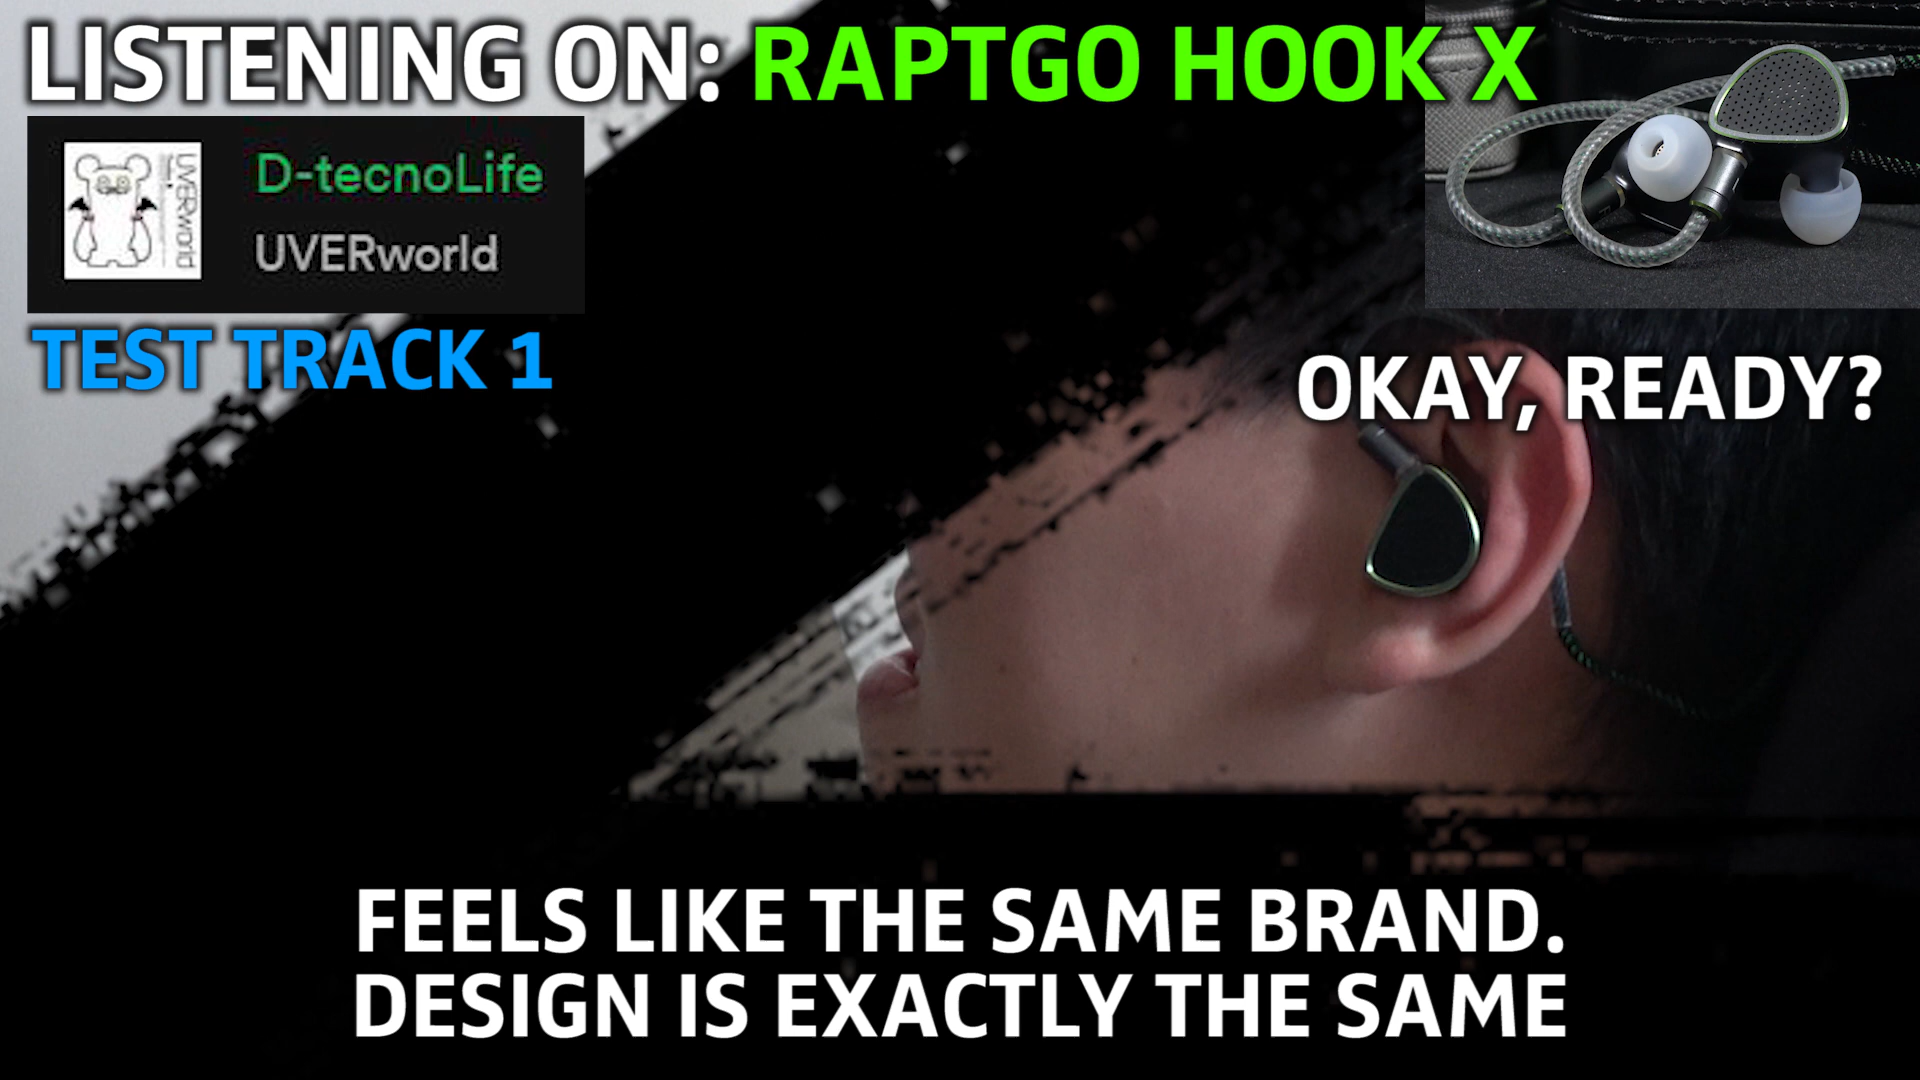 LISTENING ON: RAPTGO HOOK X
UVERworld
D-tecnoLife
UVERworld
TEST TRACK 1
OKAY, READY?
FEELS LIKE THE SAME BRAND.
DESIGN IS EXACTLY THE SAME